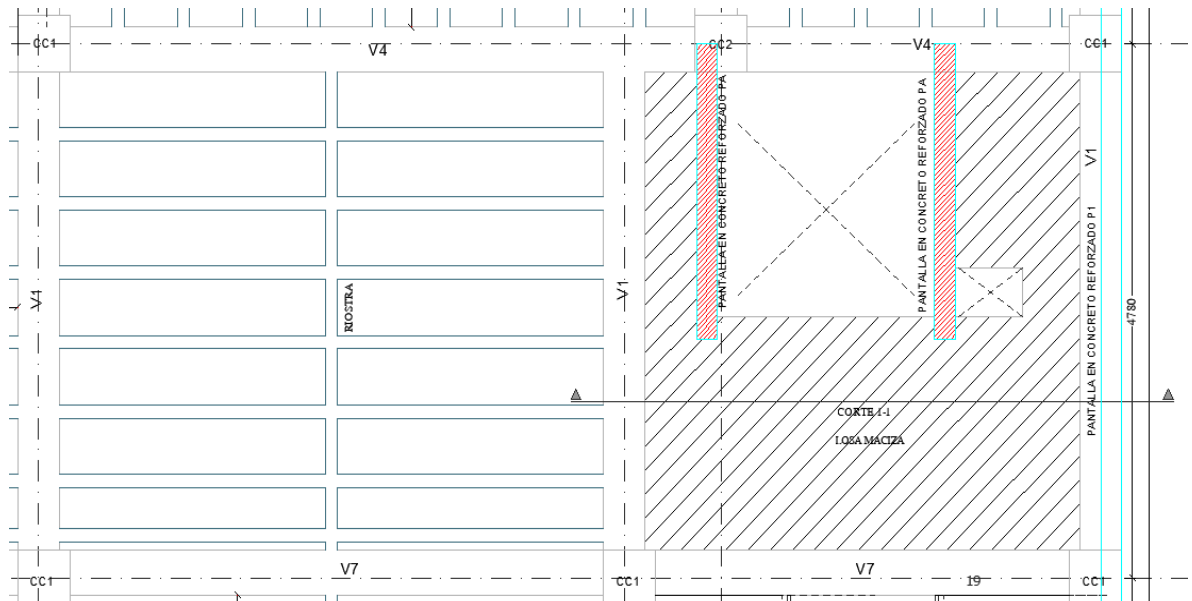 CC1
V4
CC2
V4
CC1
PANTALLA EN CONCRETO REFORZADO PA
PANTALLA EN CONCRETO REFORZADO PA
V1
PANTALLA EN CONCRETO REFORZADO P1
V1
RIOSTRA
V1
4780
CORTE 1-1
LOSA MACIZA
CC1
V7
CC1
V7
19
CC1